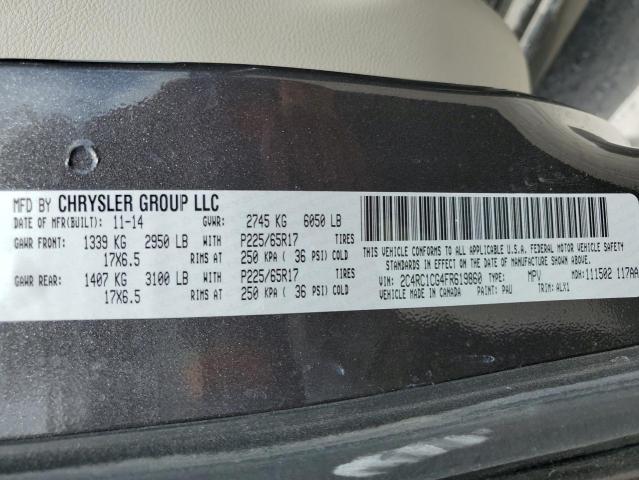 MFD BY CHRYSLER GROUP LLC
DATE OF MFR(BUILT): 11-14 GVWR: 2745 KG 6050 LB
GAWR FRONT: 1339 KG 2950 LB WITH P225/65R17 TIRES
17X6.5 RIMS AT 250 KPA ( 36 PSI) COLD
GAWR REAR: 1407 KG 3100 LB WITH P225/65R17 TIRES
17X6.5 RIMS AT 250 KPA ( 36 PSI) COLD
THIS VEHICLE CONFORMS TO ALL APPLICABLE U.S.A. FEDERAL MOTOR VEHICLE SAFETY
STANDARDS IN EFFECT ON THE DATE OF MANUFACTURE SHOWN ABOVE.
VIN: 2C4RC1CG4FR619860 TYPE: MPV MDH: 111502 117AA
VEHICLE MADE IN CANADA PAINT: PAU TRIM: ALX1